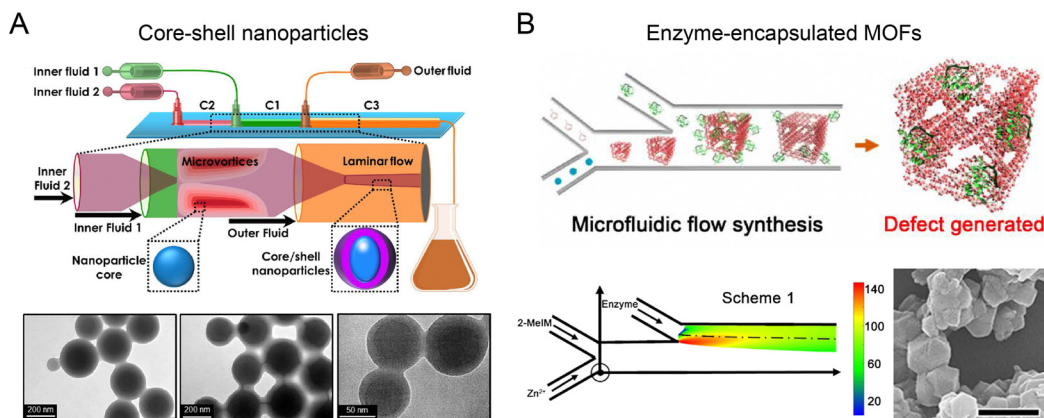 A
Core-shell nanoparticles
Inner fluid 1
Inner fluid 2
Outer fluid
C2
C1
C3
Microvortices
Laminar flow
Inner
Fluid 2
Inner Fluid 1
Outer Fluid
Nanoparticle
core
Core/shell
nanoparticles
200 nm
200 nm
50 nm
B
Enzyme-encapsulated MOFs
Microfluidic flow synthesis
Defect generated
Scheme 1
Enzyme
2-MeIM
Zn²⁺
140
100
60
20